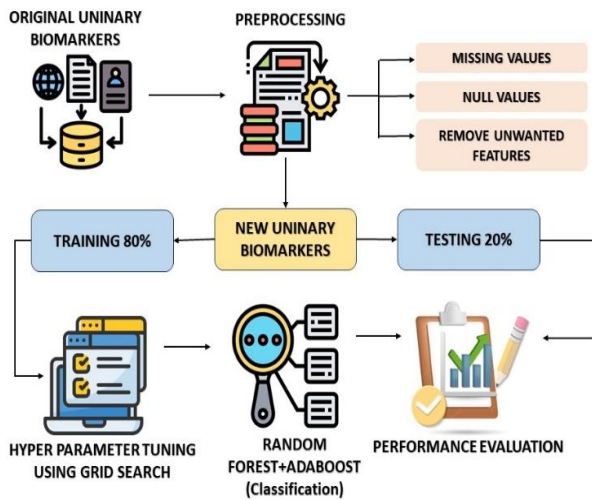 ORIGINAL UNINARY
BIOMARKERS
PREPROCESSING
MISSING VALUES
NULL VALUES
REMOVE UNWANTED
FEATURES
TRAINING 80%
NEW UNINARY
BIOMARKERS
TESTING 20%
HYPER PARAMETER TUNING
USING GRID SEARCH
RANDOM
FOREST+ADABOOST
(Classification)
PERFORMANCE EVALUATION